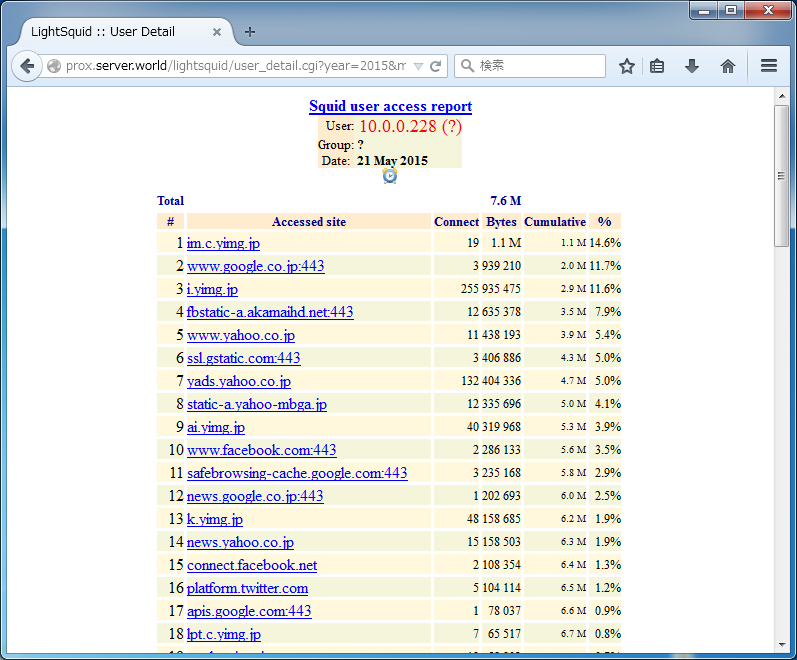 LightSquid :: User Detail
prox.server.world/lightsquid/user_detail.cgi?year=2015&m
検索
Squid user access report
User: 10.0.0.228 (?)
Group: ?
Date: 21 May 2015
Total 7.6 M
# Accessed site Connect Bytes Cumulative %
1 im.c.yimg.jp 19 1.1 M 1.1 M 14.6%
2 www.google.co.jp:443 3 939 210 2.0 M 11.7%
3 i.yimg.jp 255 935 475 2.9 M 11.6%
4 fbstatic-a.akamaihd.net:443 12 635 378 3.5 M 7.9%
5 www.yahoo.co.jp 11 438 193 3.9 M 5.4%
6 ssl.gstatic.com:443 3 406 886 4.3 M 5.0%
7 yads.yahoo.co.jp 132 404 336 4.7 M 5.0%
8 static-a.yahoo-mbga.jp 12 335 696 5.0 M 4.1%
9 ai.yimg.jp 40 319 968 5.3 M 3.9%
10 www.facebook.com:443 2 286 133 5.6 M 3.5%
11 safebrowsing-cache.google.com:443 3 235 168 5.8 M 2.9%
12 news.google.co.jp:443 1 202 693 6.0 M 2.5%
13 k.yimg.jp 48 158 685 6.2 M 1.9%
14 news.yahoo.co.jp 15 158 503 6.3 M 1.9%
15 connect.facebook.net 2 108 354 6.4 M 1.3%
16 platform.twitter.com 5 104 114 6.5 M 1.2%
17 apis.google.com:443 1 78 037 6.6 M 0.9%
18 lpt.c.yimg.jp 7 65 517 6.7 M 0.8%